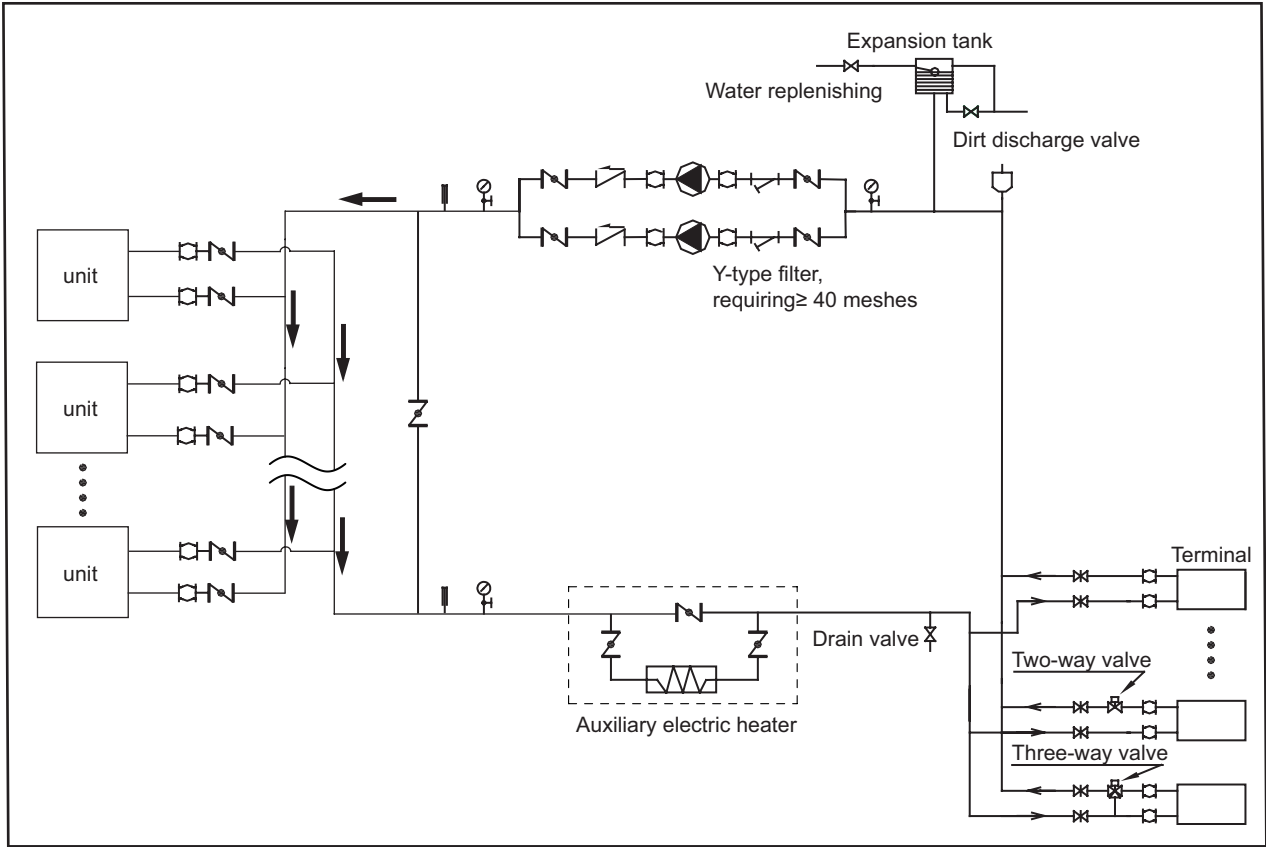 Expansion tank
Water replenishing
Dirt discharge valve
unit
Y-type filter,
requiring≥ 40 meshes
unit
unit
Terminal
Drain valve
Two-way valve
Auxiliary electric heater
Three-way valve